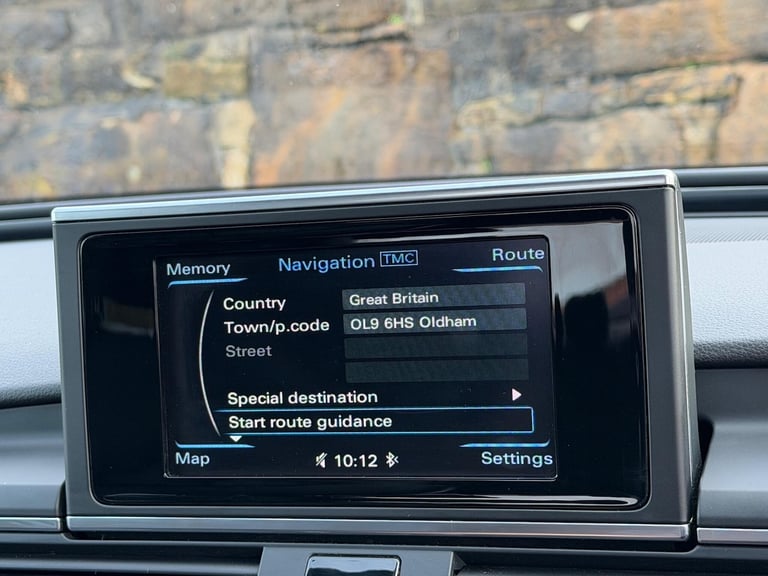 Memory Navigation TMC Route
Country Great Britain
Town/p.code OL9 6HS Oldham
Street
Special destination
Start route guidance
Map 10:12 Settings